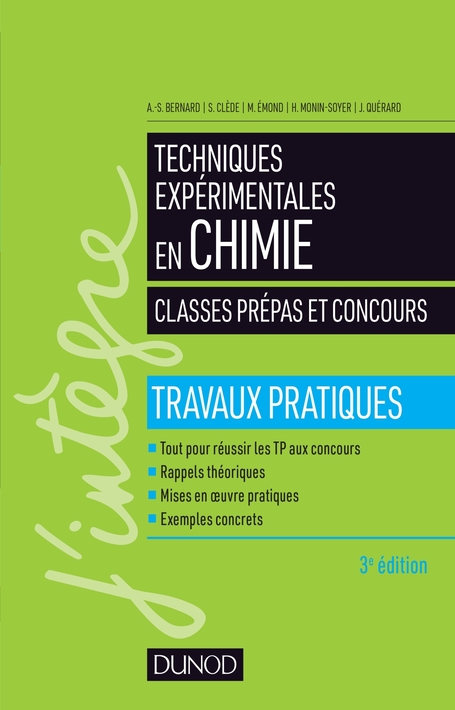 A.-S. BERNARD | S. CLÈDE | M. ÉMOND | H. MONIN-SOYER | J. QUÉRARD
TECHNIQUES
EXPÉRIMENTALES
EN CHIMIE
CLASSES PRÉPAS ET CONCOURS
j'intègre
TRAVAUX PRATIQUES
Tout pour réussir les TP aux concours
Rappels théoriques
Mises en œuvre pratiques
Exemples concrets
3e édition
DUNOD